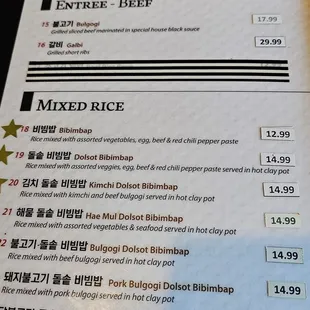 ENTREE - BEEF
15 불고기 Bulgogi 17.99
Grilled sliced beef marinated in special house black sauce
16 갈비 Galbi 29.99
Grilled short ribs
MIXED RICE
18 비빔밥 Bibimbap 12.99
Rice mixed with assorted vegetables, egg, beef & red chili pepper paste
19 돌솥 비빔밥 Dolsot Bibimbap 14.99
Rice mixed with assorted veggies, egg, beef & red chili pepper served in hot clay pot
20 김치 돌솥 비빔밥 Kimchi Dolsot Bibimbap 14.99
Rice mixed with kimchi and beef bulgogi served in hot clay pot
21 해물 돌솥 비빔밥 Hae Mul Dolsot Bibimbap 14.99
Rice mixed with assorted vegetables & seafood served in hot clay pot
2 불고기 돌솥 비빔밥 Bulgogi Dolsot Bibimbap 14.99
Rice mixed with beef bulgogi served in hot clay pot
돼지불고기 돌솥 비빔밥 Pork Bulgogi Dolsot Bibimbap 14.99
Rice mixed with pork bulgogi served in hot clay pot